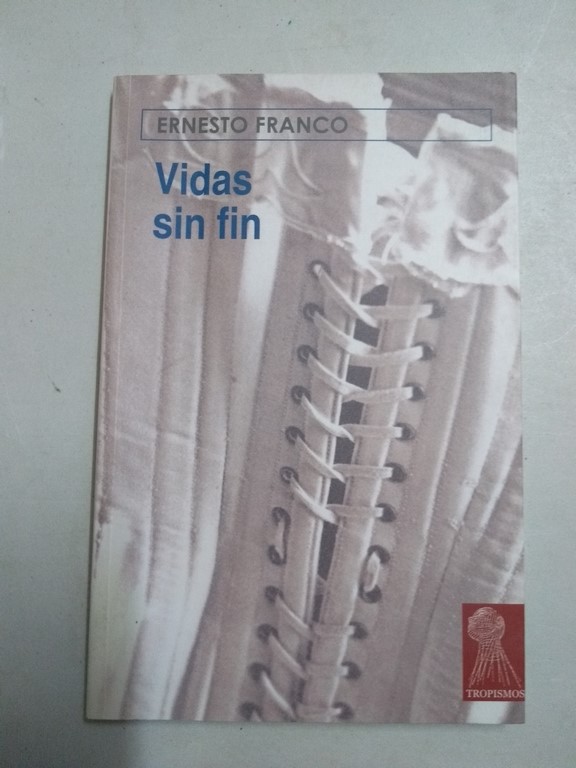 ERNESTO FRANCO
Vidas
sin fin
TROPISMOS